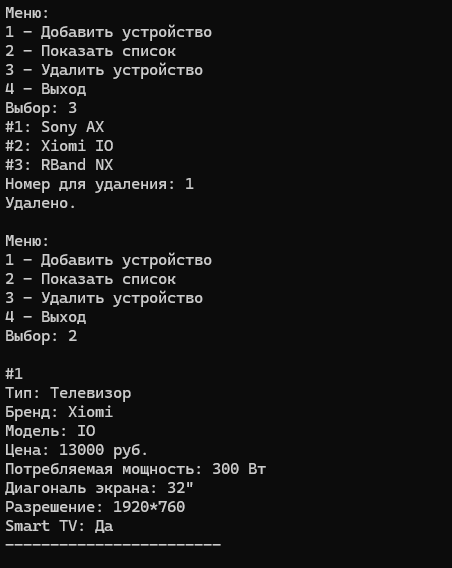 Меню:
1 - Добавить устройство
2 - Показать список
3 - Удалить устройство
4 - Выход
Выбор: 3
#1: Sony AX
#2: Xiomi IO
#3: RBand NX
Номер для удаления: 1
Удалено.
Меню:
1 - Добавить устройство
2 - Показать список
3 - Удалить устройство
4 - Выход
Выбор: 2
#1
Тип: Телевизор
Бренд: Xiomi
Модель: IO
Цена: 13000 руб.
Потребляемая мощность: 300 Вт
Диагональ экрана: 32"
Разрешение: 1920*760
Smart TV: Да
------------------------